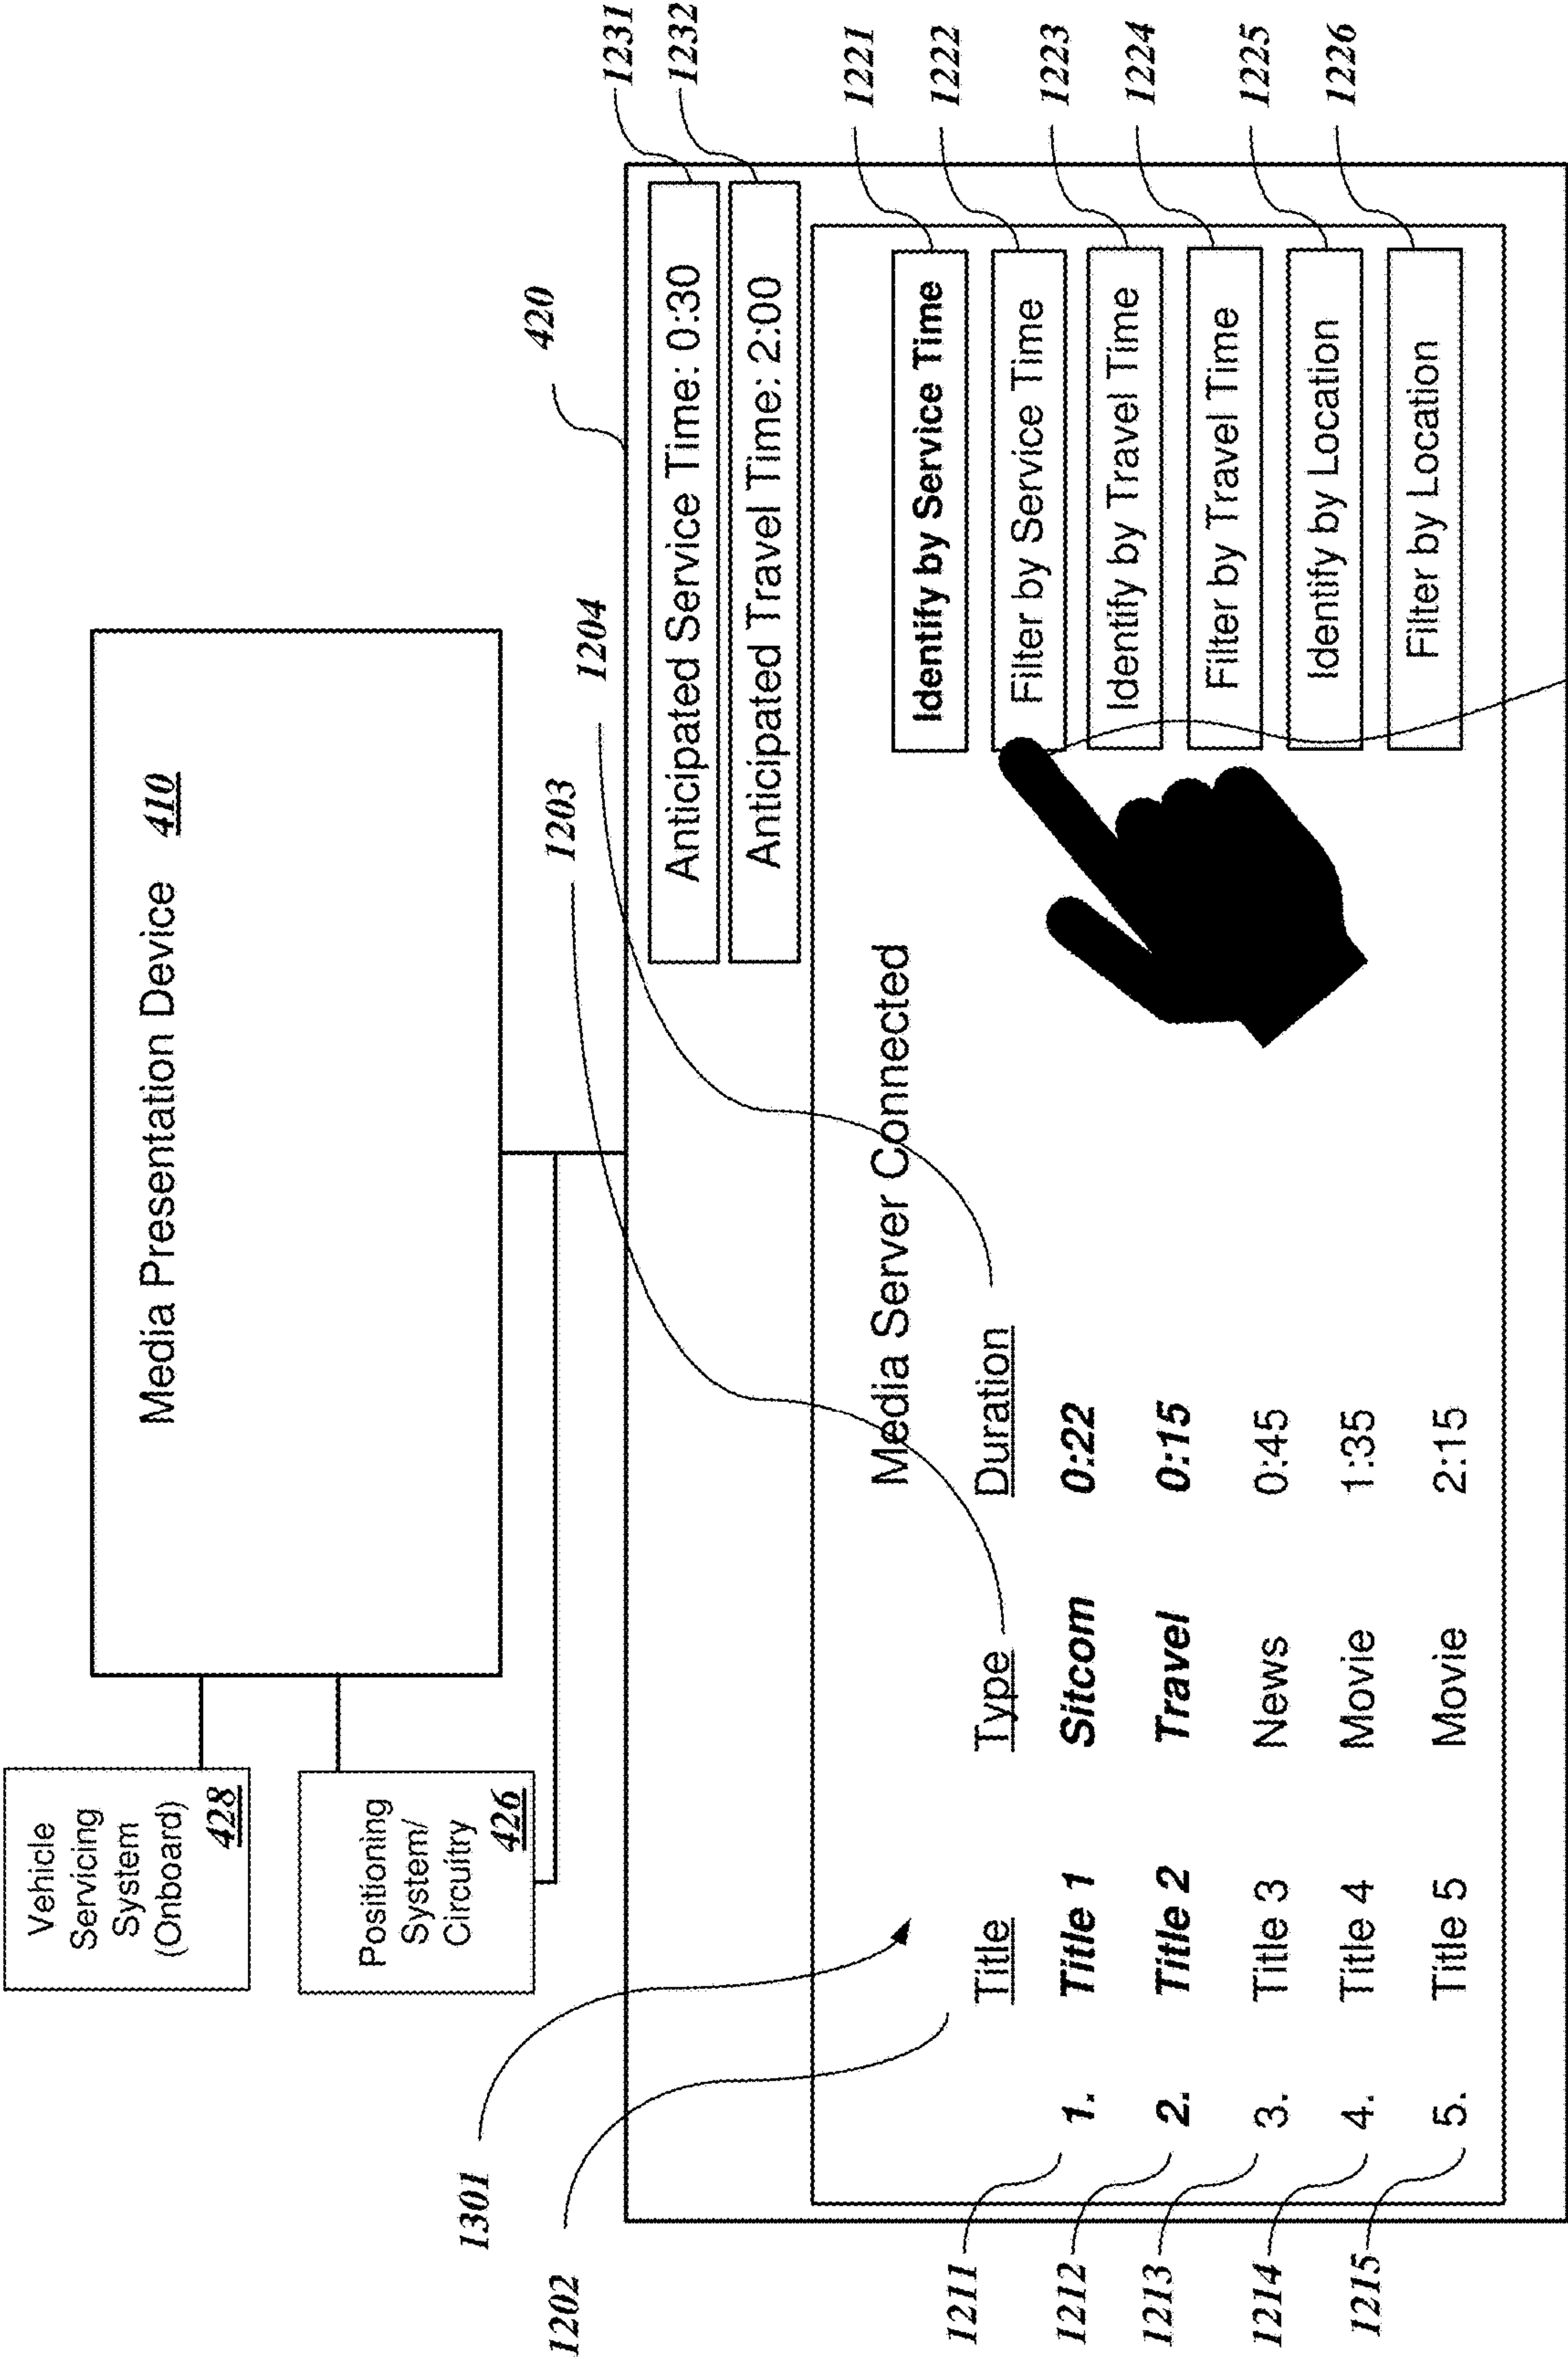 Vehicle
Servicing
System
(Onboard)
428
Positioning
System/
Circuitry
426
Media Presentation Device 410
1301
1202
1203
1204
420
1231
1232
Anticipated Service Time: 0:30
Anticipated Travel Time: 2:00
Media Server Connected
Title Type Duration
1211 1. Title 1 Sitcom 0:22
1212 2. Title 2 Travel 0:15
1213 3. Title 3 News 0:45
1214 4. Title 4 Movie 1:35
1215 5. Title 5 Movie 2:15
Identify by Service Time 1221
Filter by Service Time 1222
Identify by Travel Time 1223
Filter by Travel Time 1224
Identify by Location 1225
Filter by Location 1226